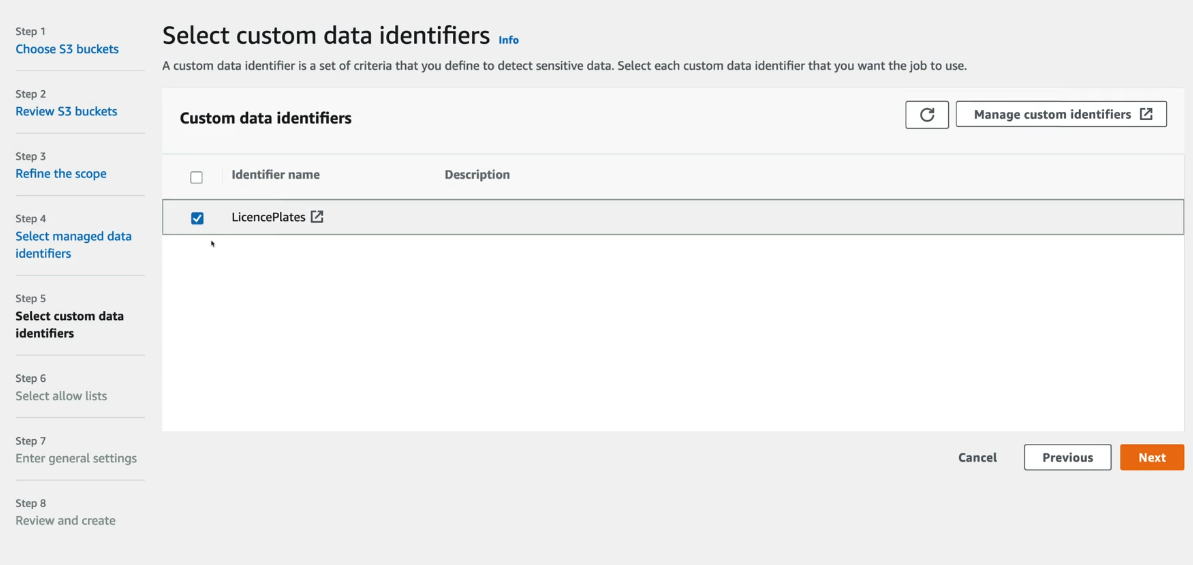 Step 1
Choose S3 buckets
Step 2
Review S3 buckets
Step 3
Refine the scope
Step 4
Select managed data
identifiers
Step 5
Select custom data
identifiers
Step 6
Select allow lists
Step 7
Enter general settings
Step 8
Review and create
Select custom data identifiers Info
A custom data identifier is a set of criteria that you define to detect sensitive data. Select each custom data identifier that you want the job to use.
Custom data identifiers
Manage custom identifiers
Identifier name Description
LicencePlates
Cancel Previous Next